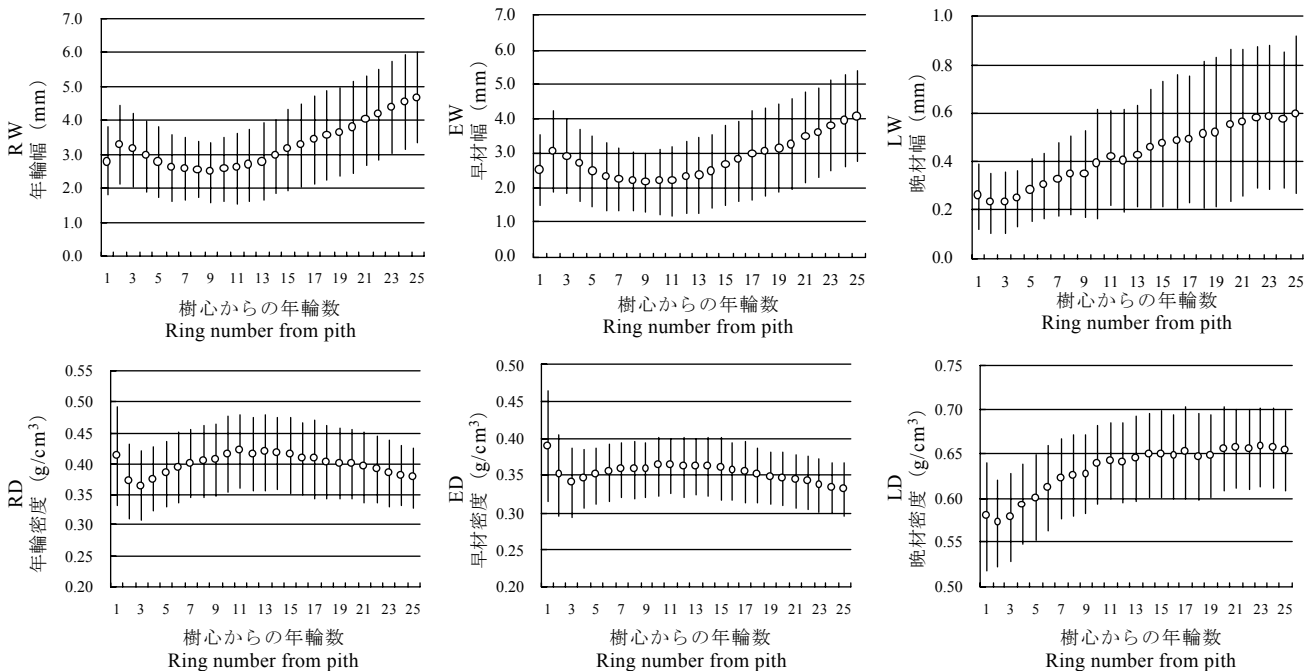 RW
年輪幅 (mm)
7.0
6.0
5.0
4.0
3.0
2.0
1.0
0.0
1 3 5 7 9 11 13 15 17 19 21 23 25
樹心からの年輪数
Ring number from pith
EW
早材幅 (mm)
7.0
6.0
5.0
4.0
3.0
2.0
1.0
0.0
1 3 5 7 9 11 13 15 17 19 21 23 25
樹心からの年輪数
Ring number from pith
LW
晩材幅 (mm)
1.0
0.8
0.6
0.4
0.2
0.0
1 3 5 7 9 11 13 15 17 19 21 23 25
樹心からの年輪数
Ring number from pith
RD
年輪密度 (g/cm³)
0.55
0.50
0.45
0.40
0.35
0.30
0.25
0.20
1 3 5 7 9 11 13 15 17 19 21 23 25
樹心からの年輪数
Ring number from pith
ED
早材密度 (g/cm³)
0.50
0.45
0.40
0.35
0.30
0.25
0.20
1 3 5 7 9 11 13 15 17 19 21 23 25
樹心からの年輪数
Ring number from pith
LD
晩材密度 (g/cm³)
0.75
0.70
0.65
0.60
0.55
0.50
1 3 5 7 9 11 13 15 17 19 21 23 25
樹心からの年輪数
Ring number from pith